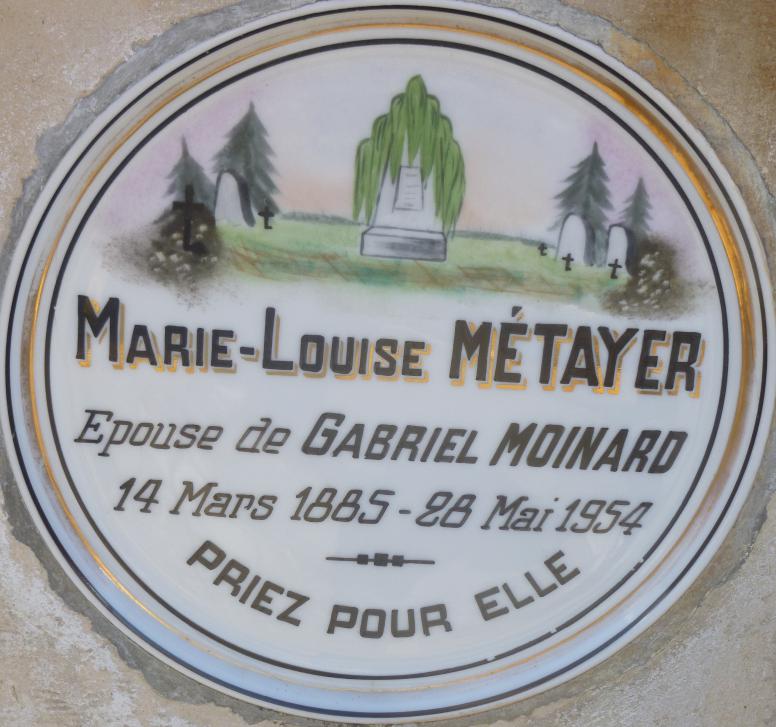 MARIE-LOUISE MÉTAYER
Epouse de GABRIEL MOINARD
14 Mars 1885 - 28 Mai 1954
PRIEZ POUR ELLE